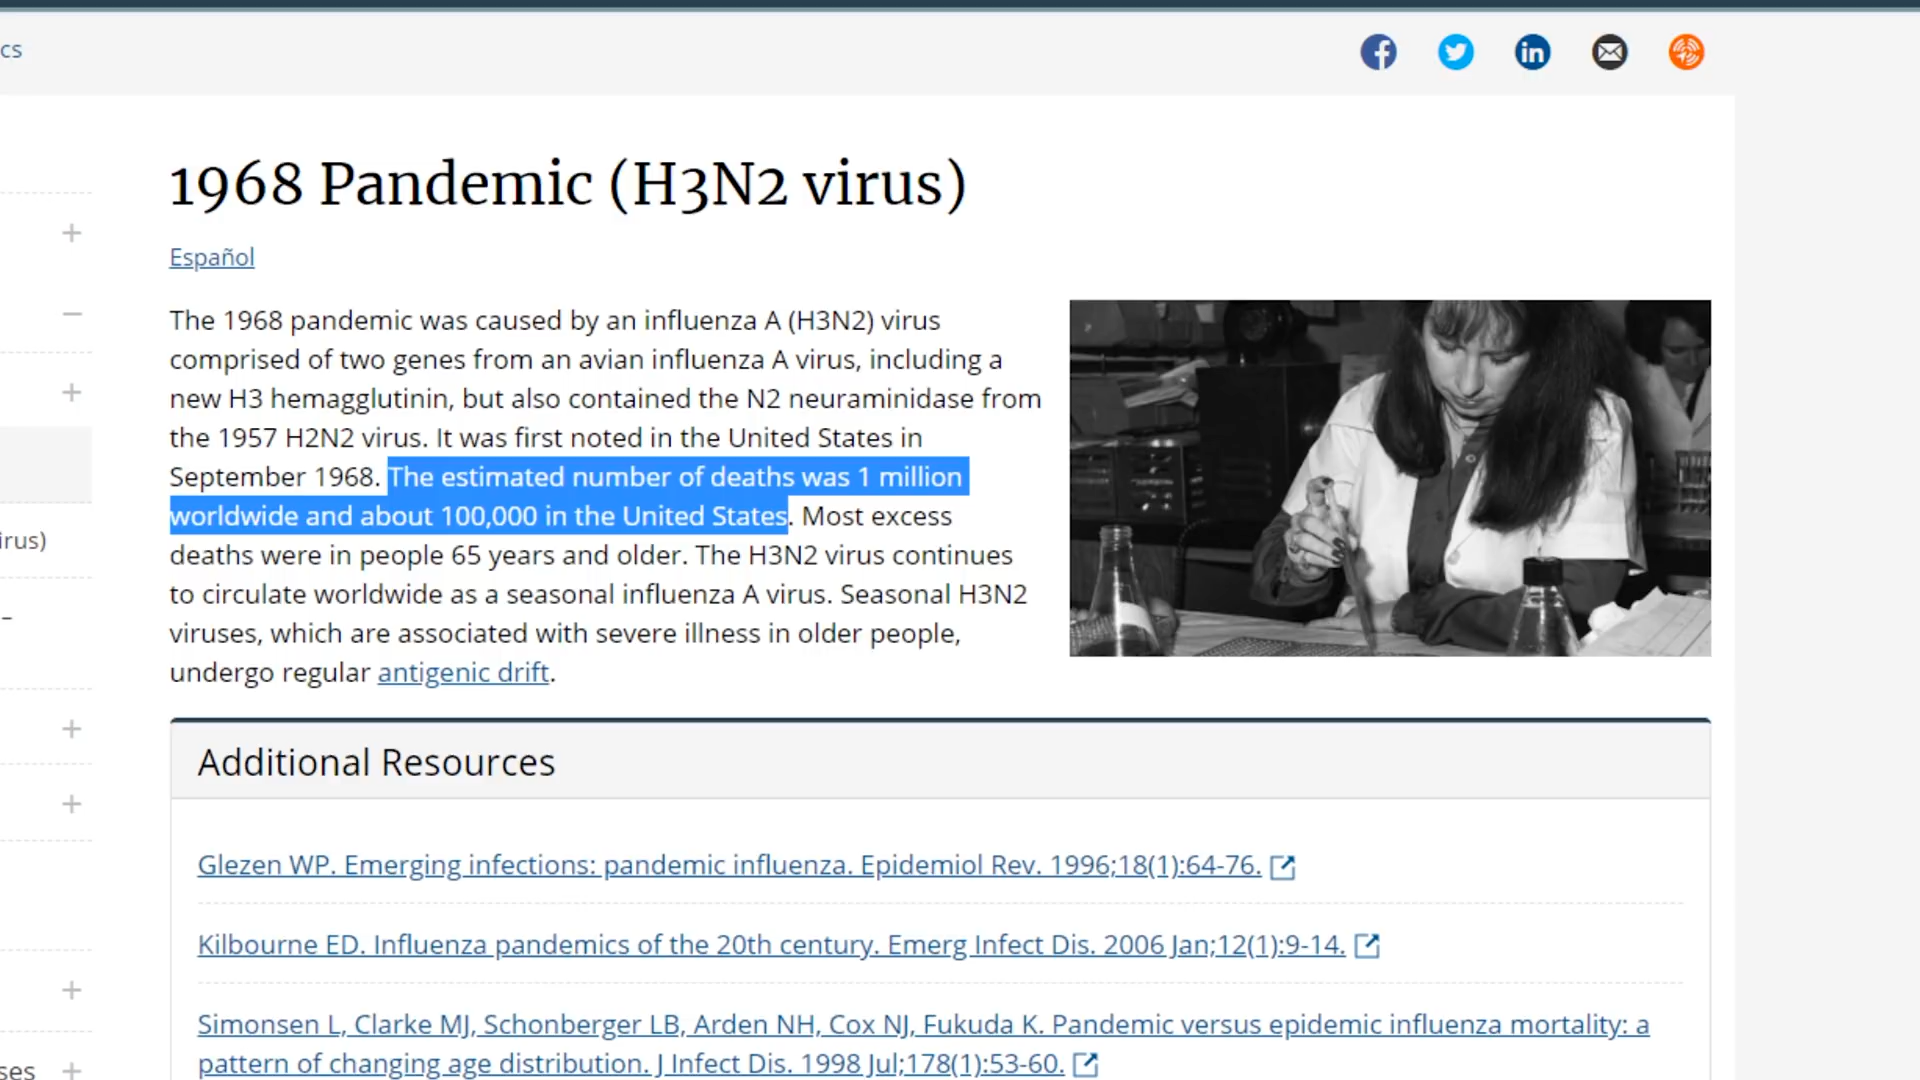 cs
1968 Pandemic (H3N2 virus)
Español
The 1968 pandemic was caused by an influenza A (H3N2) virus
comprised of two genes from an avian influenza A virus, including a
new H3 hemagglutinin, but also contained the N2 neuraminidase from
the 1957 H2N2 virus. It was first noted in the United States in
September 1968. The estimated number of deaths was 1 million
worldwide and about 100,000 in the United States. Most excess
deaths were in people 65 years and older. The H3N2 virus continues
to circulate worldwide as a seasonal influenza A virus. Seasonal H3N2
viruses, which are associated with severe illness in older people,
undergo regular antigenic drift.
irus)
–
ses
Additional Resources
Glezen WP. Emerging infections: pandemic influenza. Epidemiol Rev. 1996;18(1):64-76.
Kilbourne ED. Influenza pandemics of the 20th century. Emerg Infect Dis. 2006 Jan;12(1):9-14.
Simonsen L, Clarke MJ, Schonberger LB, Arden NH, Cox NJ, Fukuda K. Pandemic versus epidemic influenza mortality: a
pattern of changing age distribution. J Infect Dis. 1998 Jul;178(1):53-60.